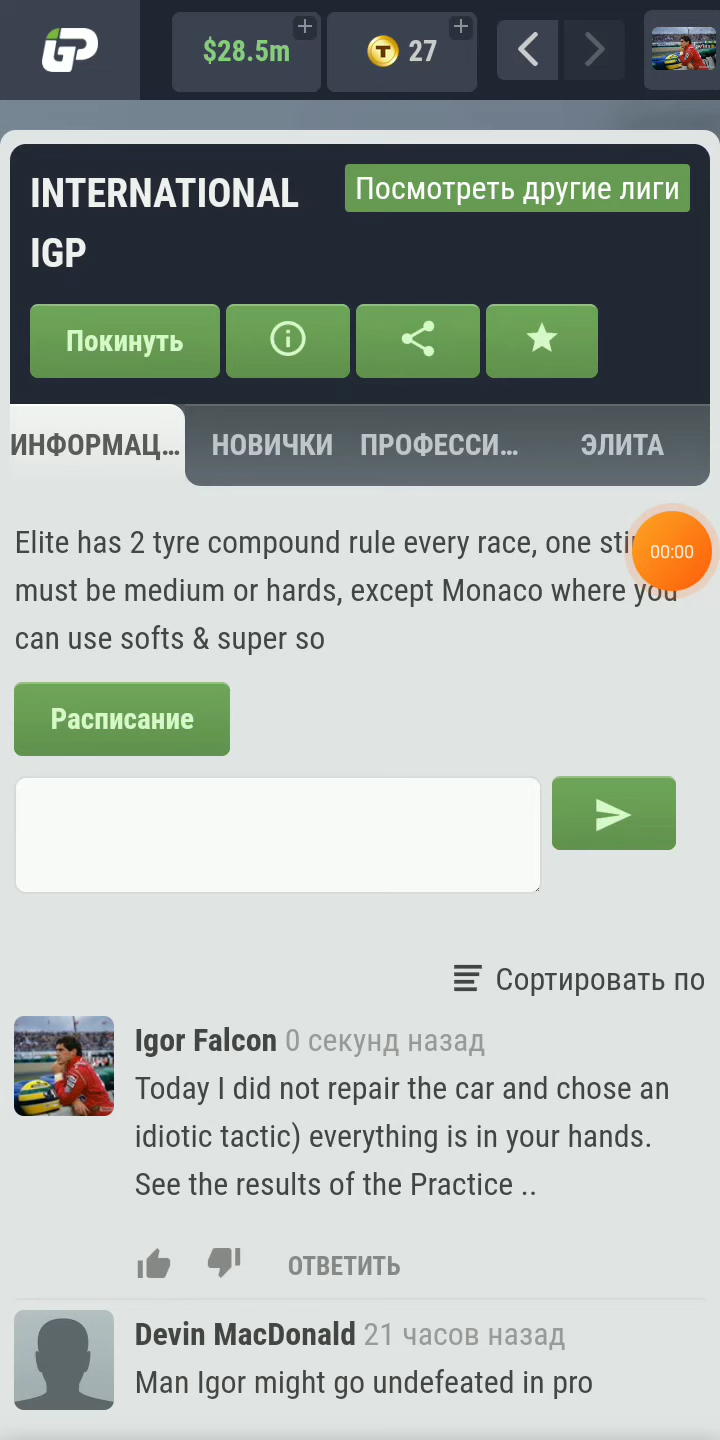 GP
$28.5m
27
INTERNATIONAL
IGP
Посмотреть другие лиги
Покинуть
ИНФОРМАЦ...
НОВИЧКИ
ПРОФЕССИ...
ЭЛИТА
Elite has 2 tyre compound rule every race, one
must be medium or hards, except Monaco where you
can use softs & super so
00:00
Расписание
Сортировать по
Igor Falcon 0 секунд назад
Today I did not repair the car and chose an
idiotic tactic) everything is in your hands.
See the results of the Practice ..
ОТВЕТИТЬ
Devin MacDonald 21 часов назад
Man Igor might go undefeated in pro